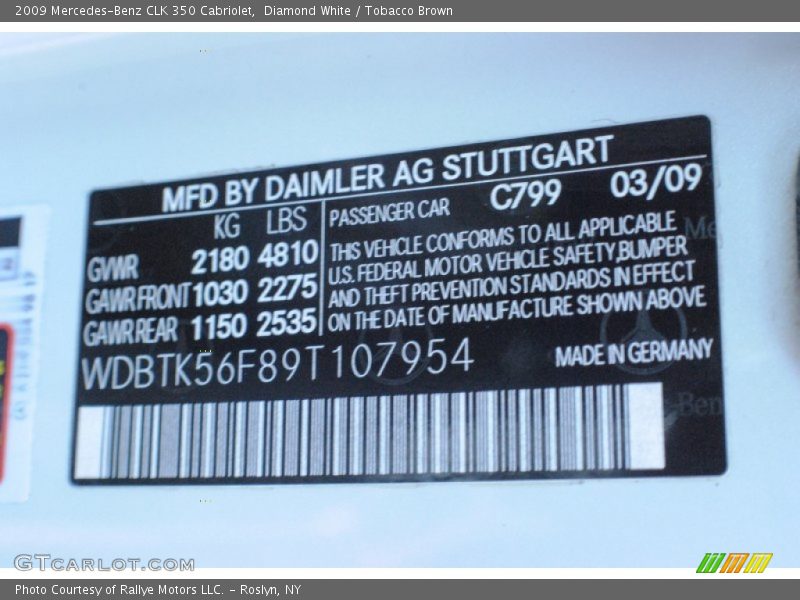 2009 Mercedes-Benz CLK 350 Cabriolet,  Diamond White / Tobacco Brown
MFD BY DAIMLER AG STUTTGART
KG LBS
GVWR 2180 4810
GAWR FRONT 1030 2275
GAWR REAR 1150 2535
PASSENGER CAR C799 03/09
THIS VEHICLE CONFORMS TO ALL APPLICABLE
U.S. FEDERAL MOTOR VEHICLE SAFETY,BUMPER
AND THEFT PREVENTION STANDARDS IN EFFECT
ON THE DATE OF MANUFACTURE SHOWN ABOVE
WDBTK56F89T107954
MADE IN GERMANY
GTCARLOT.COM
Photo Courtesy of Rallye Motors LLC. – Roslyn, NY